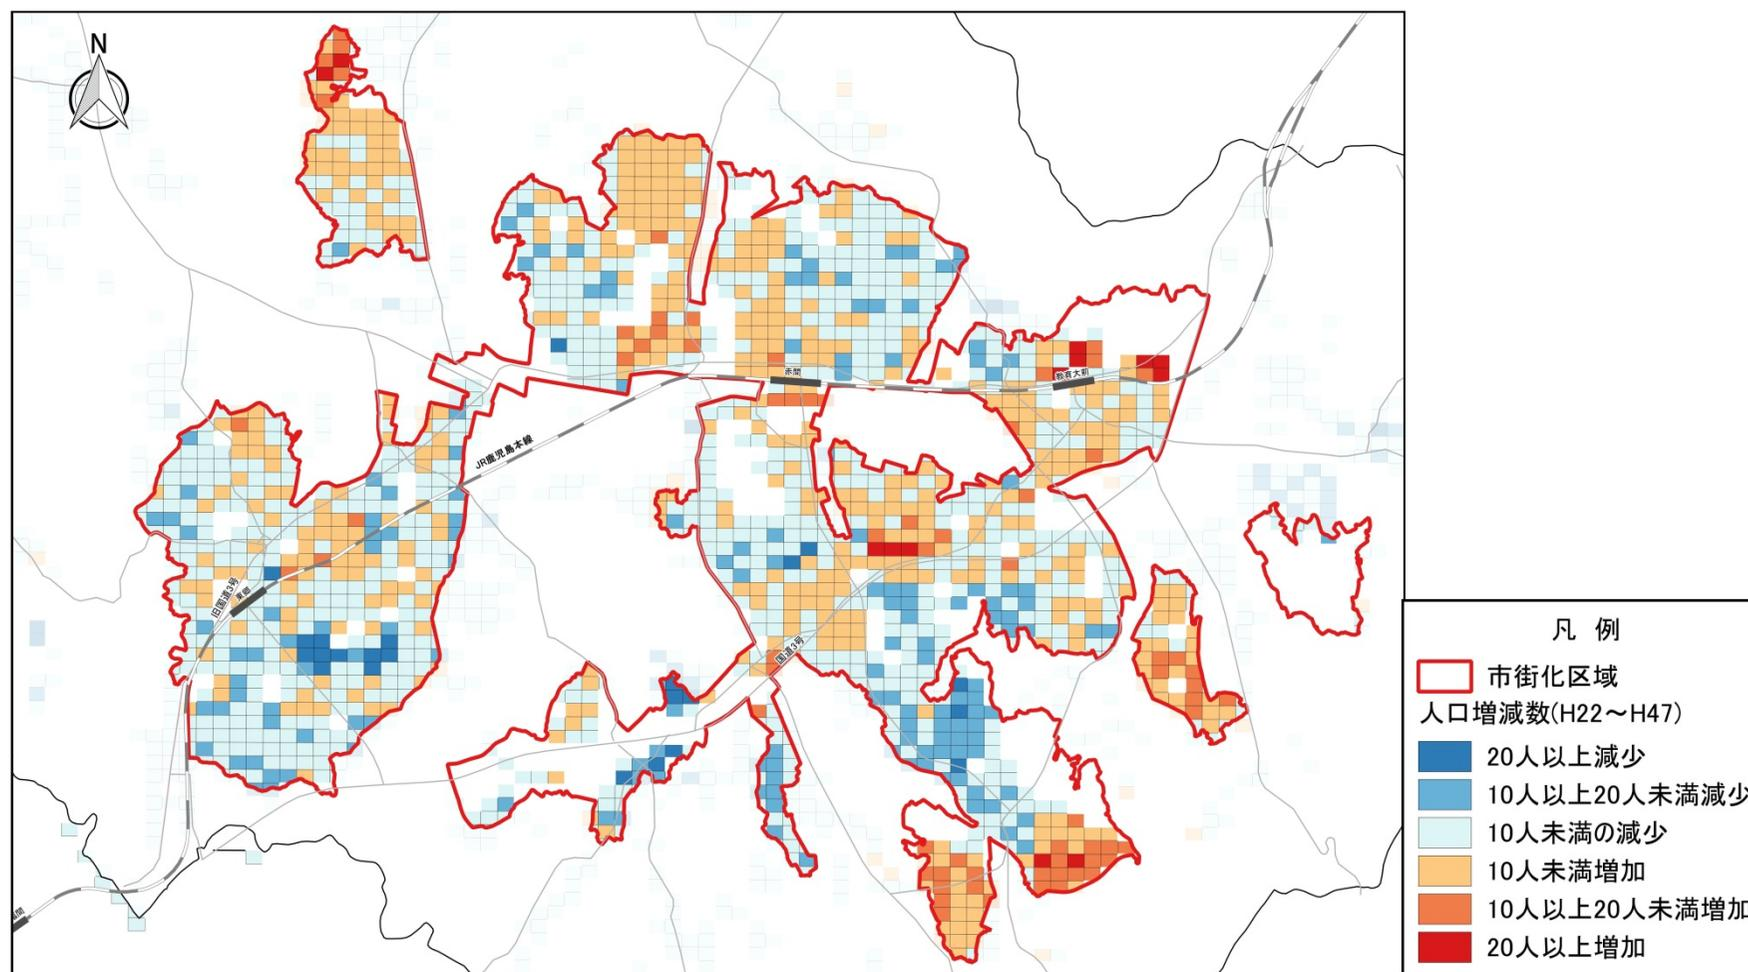 N
赤間
教育大前
JR鹿児島本線
旧国道3号
東郷
国道3号
福間
凡 例
市街化区域
人口増減数(H22～H47)
20人以上減少
10人以上20人未満減少
10人未満の減少
10人未満増加
10人以上20人未満増加
20人以上増加